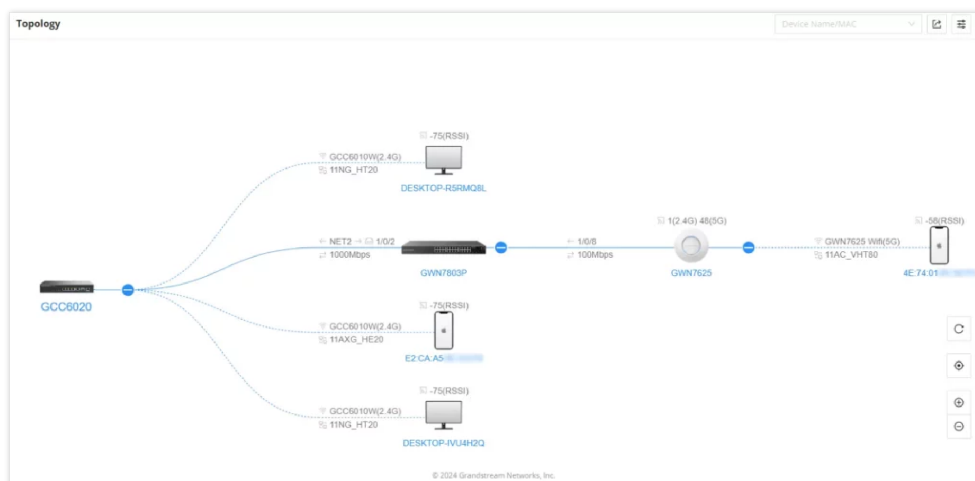 Topology
Device Name/MAC
-75(RSSI)
GCC6010W(2.4G)
11NG_HT20
DESKTOP-R5RMQ8L
1(2.4G) 48(5G)
-58(RSSI)
NET2 1/0/2
1000Mbps
1/0/8
100Mbps
GWN7625 Wifi(5G)
11AC_VHT80
GWN7803P
GWN7625
4E:74:01
GCC6020
-75(RSSI)
GCC6010W(2.4G)
11AXG_HE20
E2:CA:A5
-75(RSSI)
GCC6010W(2.4G)
11NG_HT20
DESKTOP-IVU4H2Q
© 2024 Grandstream Networks, Inc.